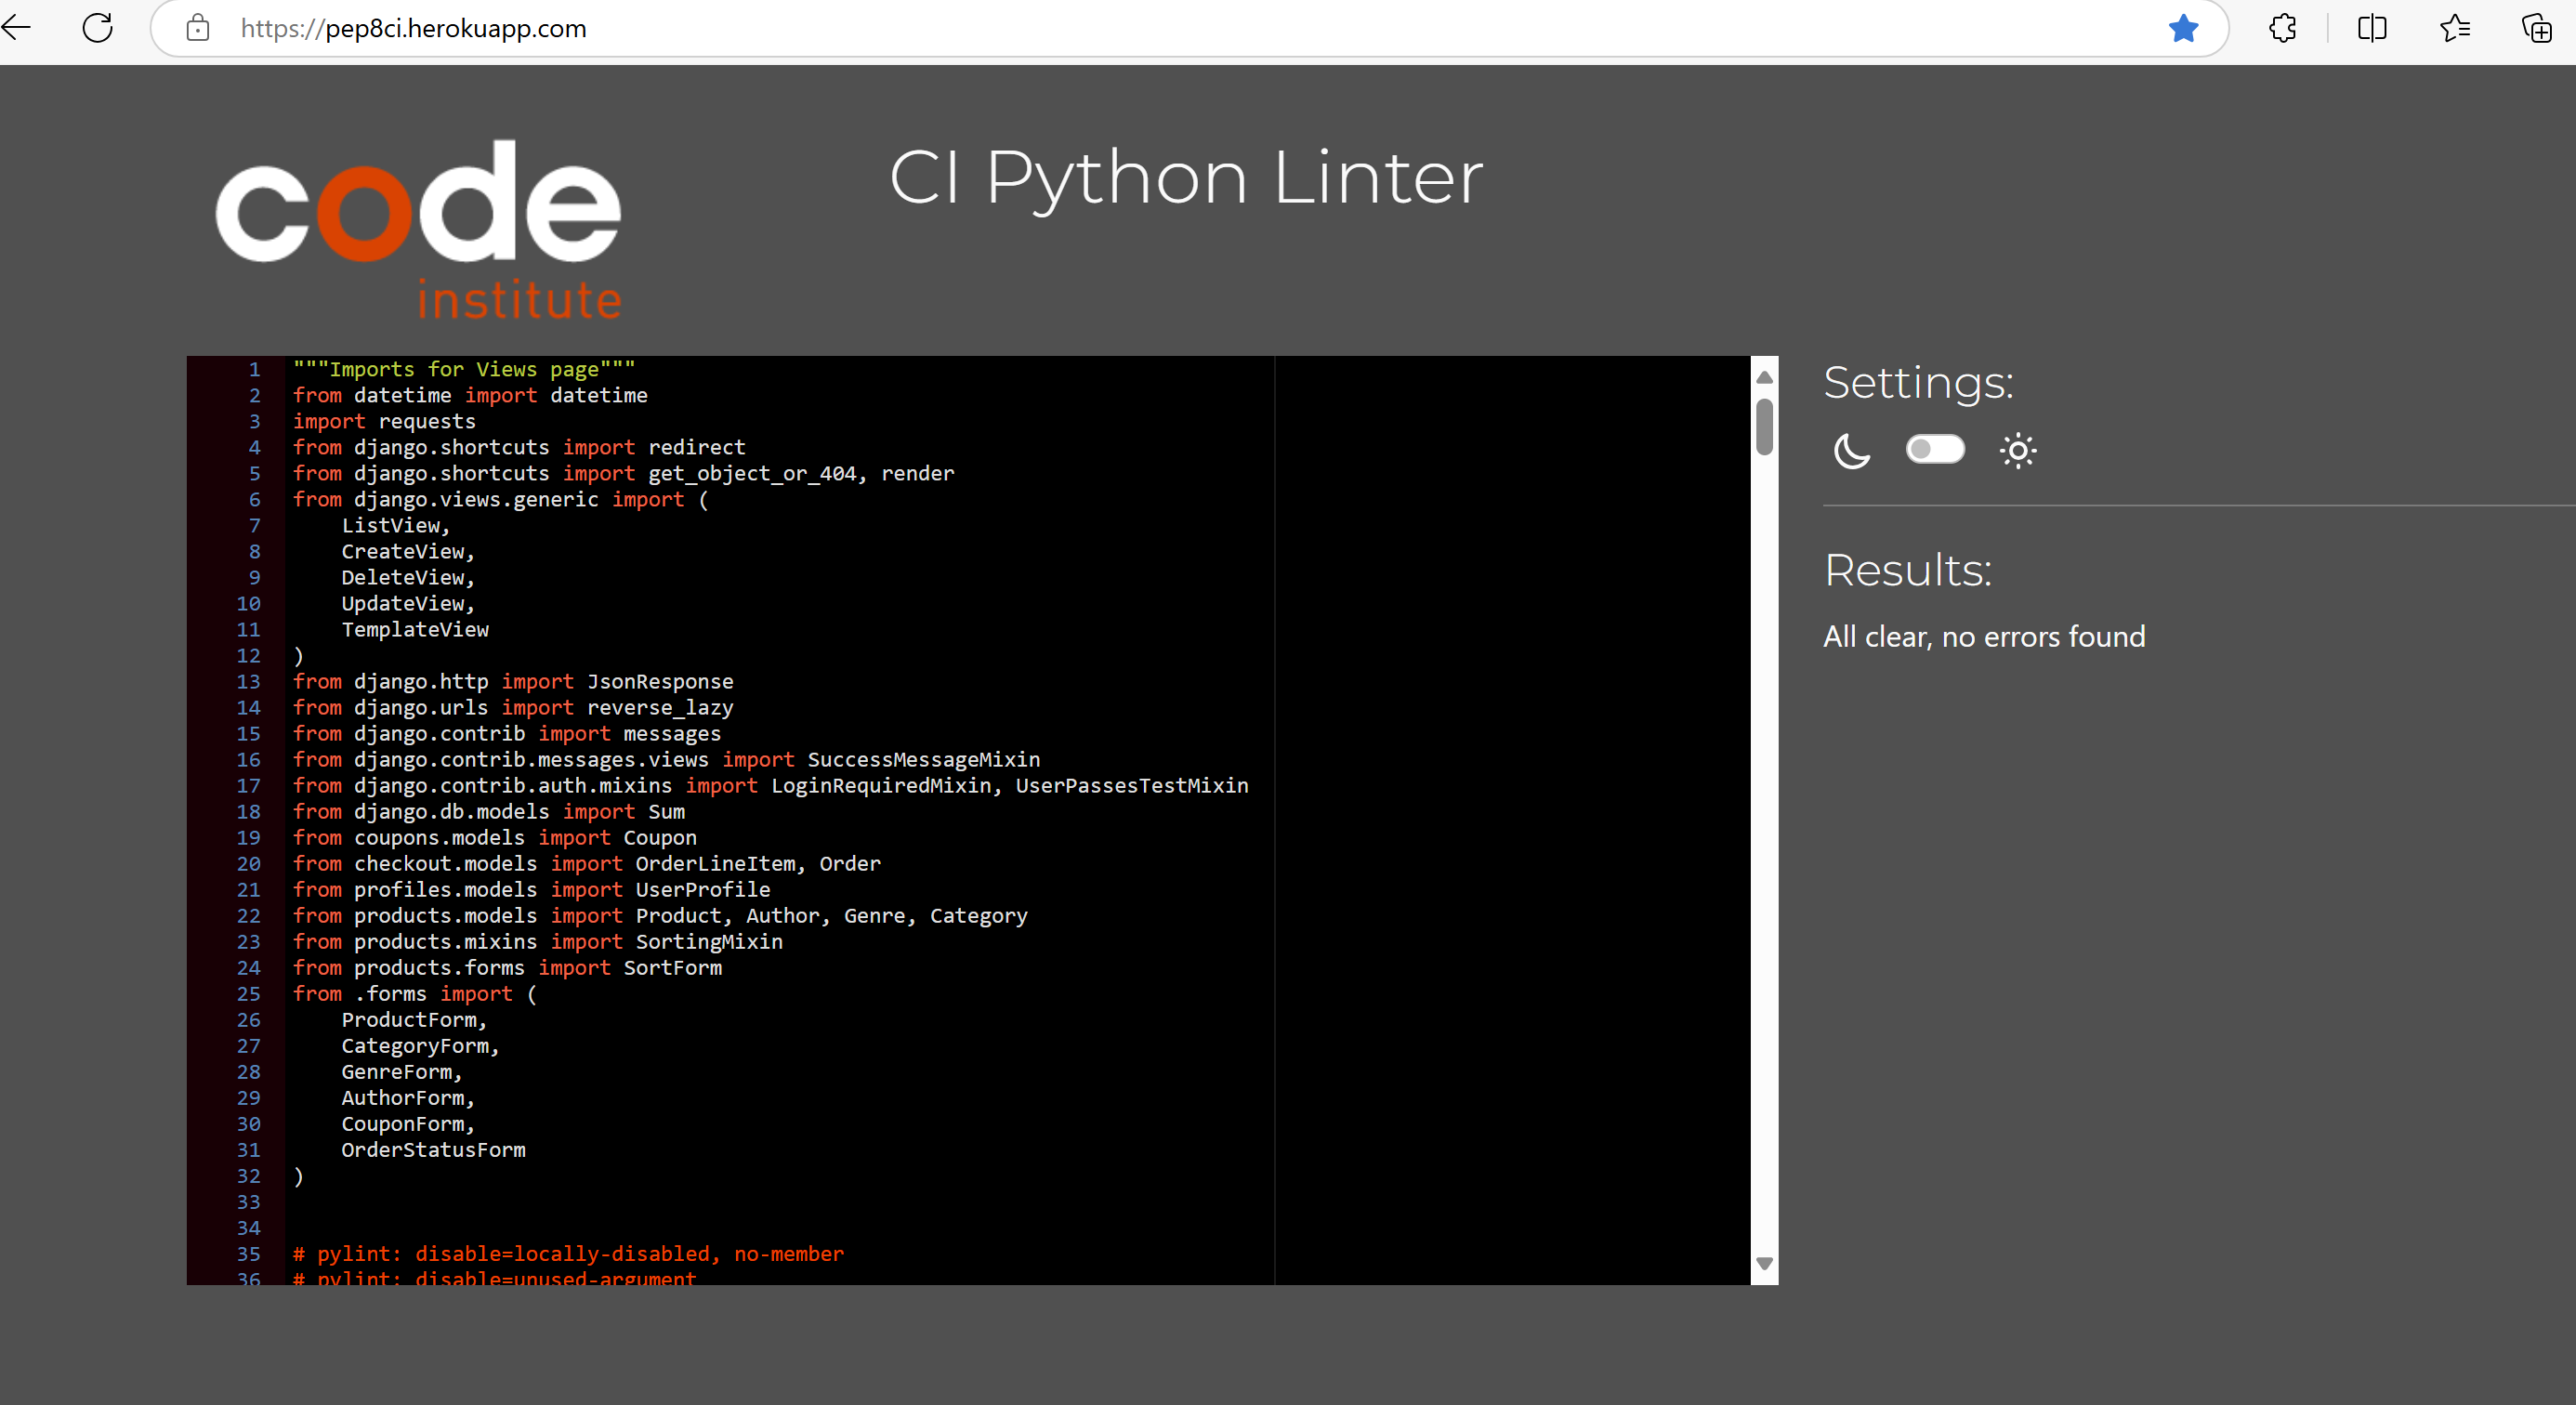 https://pep8ci.herokuapp.com
code
institute
CI Python Linter
1 """Imports for Views page"""
2 from datetime import datetime
3 import requests
4 from django.shortcuts import redirect
5 from django.shortcuts import get_object_or_404, render
6 from django.views.generic import (
7     ListView,
8     CreateView,
9     DeleteView,
10     UpdateView,
11     TemplateView
12 )
13 from django.http import JsonResponse
14 from django.urls import reverse_lazy
15 from django.contrib import messages
16 from django.contrib.messages.views import SuccessMessageMixin
17 from django.contrib.auth.mixins import LoginRequiredMixin, UserPassesTestMixin
18 from django.db.models import Sum
19 from coupons.models import Coupon
20 from checkout.models import OrderLineItem, Order
21 from profiles.models import UserProfile
22 from products.models import Product, Author, Genre, Category
23 from products.mixins import SortingMixin
24 from products.forms import SortForm
25 from .forms import (
26     ProductForm,
27     CategoryForm,
28     GenreForm,
29     AuthorForm,
30     CouponForm,
31     OrderStatusForm
32 )
33
34
35 # pylint: disable=locally-disabled, no-member
36 # pylint: disable=unused-argument
Settings:
Results:
All clear, no errors found